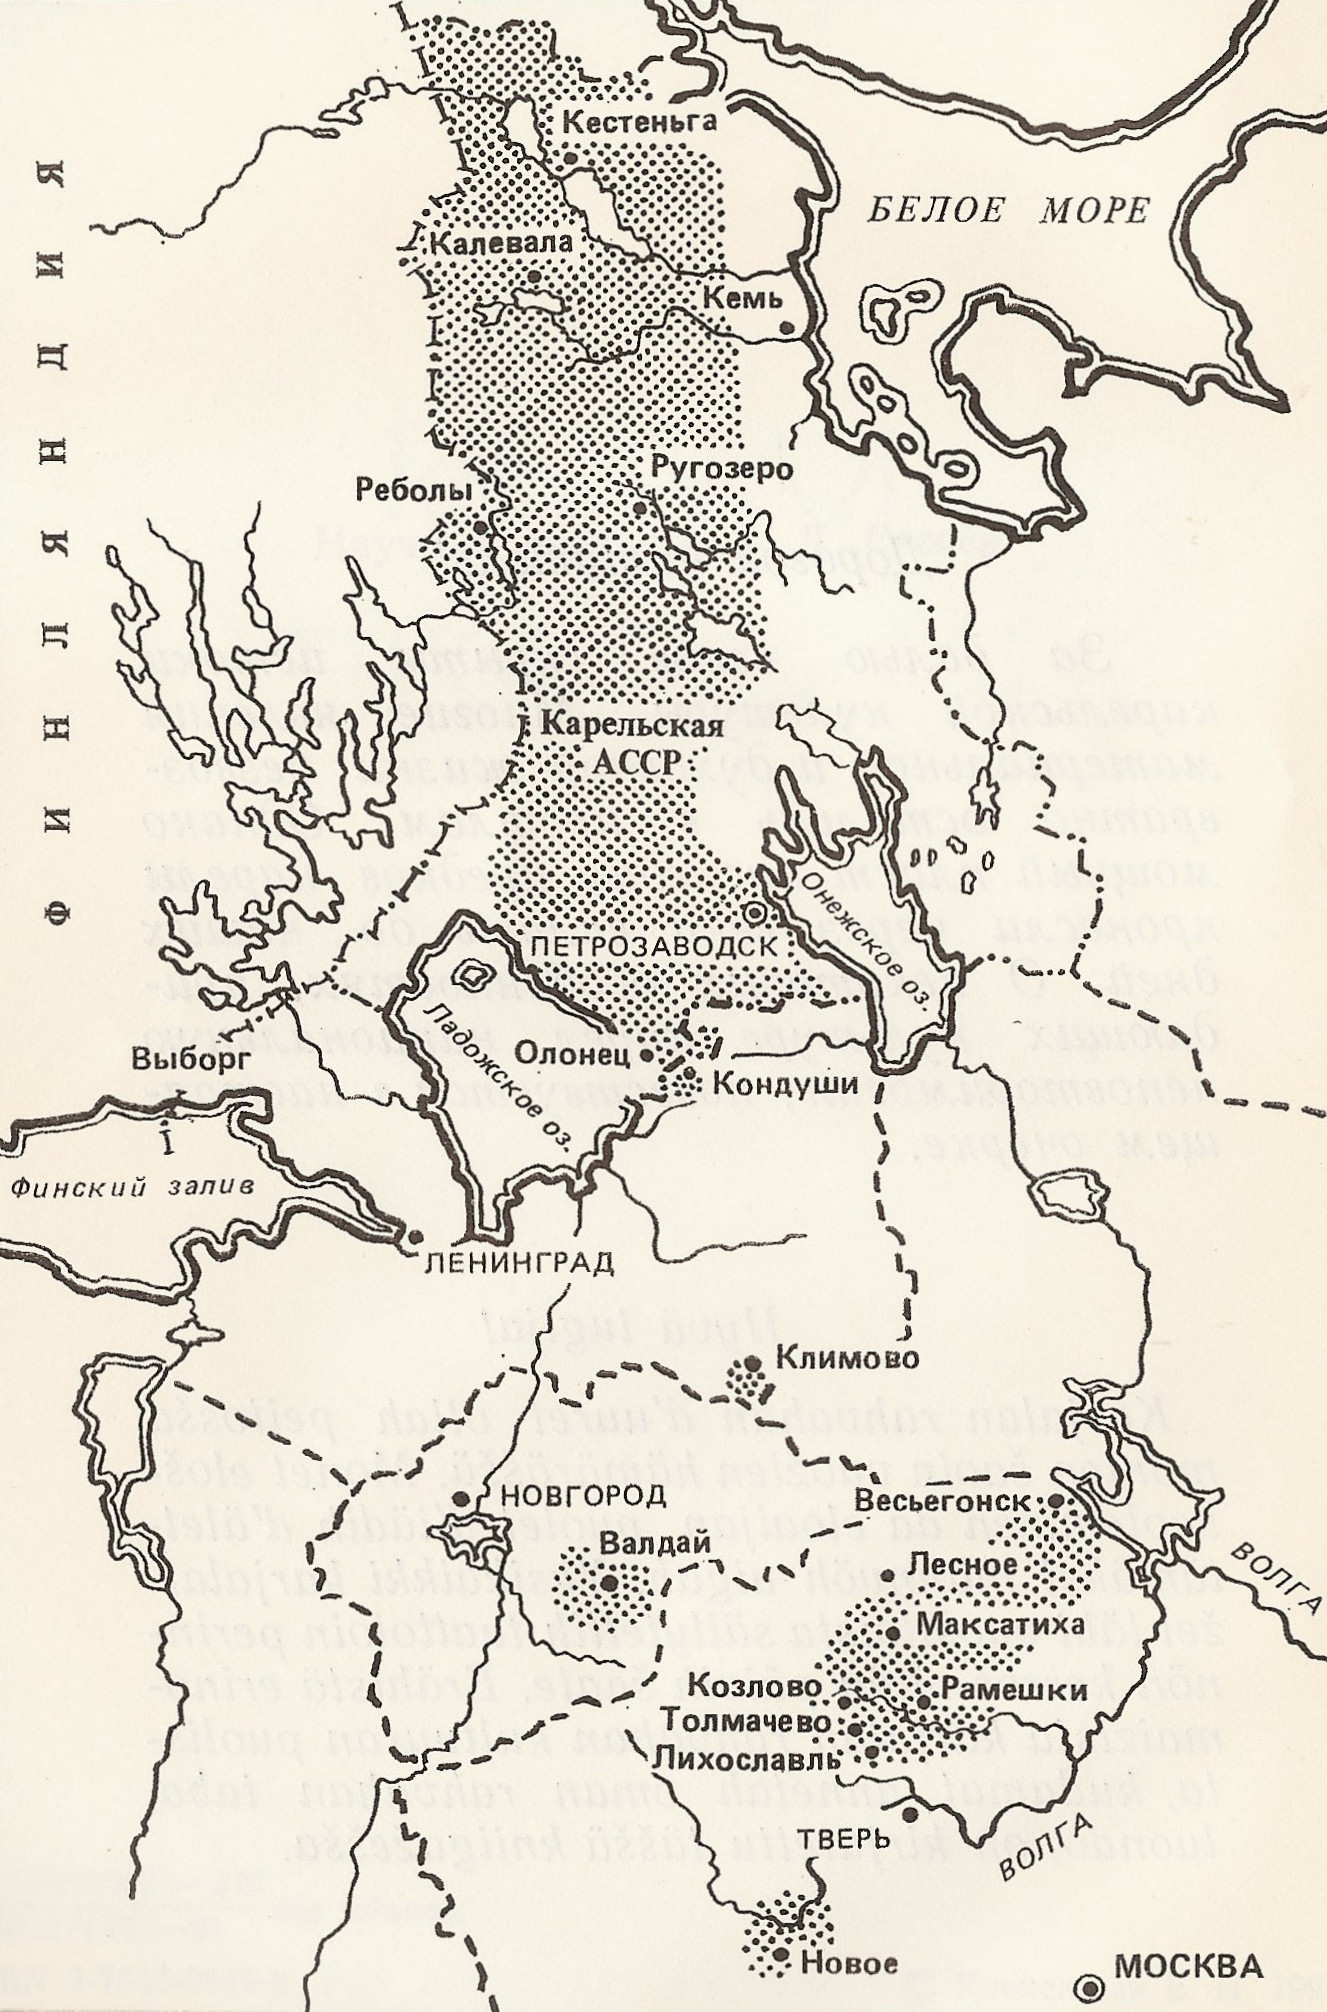 Кестеньга
БЕЛОЕ МОРЕ
ФИНЛЯНДИЯ
Калевала
Кемь
Ругозеро
Реболы
Карельская
АССР
Онежское оз.
ПЕТРОЗАВОДСК
Ладожское оз.
Олонец
Выборг
Кондуши
Финский залив
ЛЕНИНГРАД
Климово
НОВГОРОД
Весьегонск
Валдай
Лесное
ВОЛГА
Максатиха
Козлово
Рамешки
Толмачево
Лихославль
ТВЕРЬ
ВОЛГА
Новое
МОСКВА